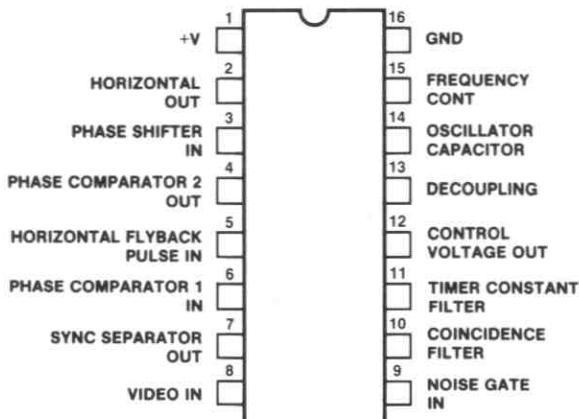 1
+V
2
HORIZONTAL
OUT
3
PHASE SHIFTER
IN
4
PHASE COMPARATOR 2
OUT
5
HORIZONTAL FLYBACK
PULSE IN
6
PHASE COMPARATOR 1
IN
7
SYNC SEPARATOR
OUT
8
VIDEO IN
16
GND
15
FREQUENCY
CONT
14
OSCILLATOR
CAPACITOR
13
DECOUPLING
12
CONTROL
VOLTAGE OUT
11
TIMER CONSTANT
FILTER
10
COINCIDENCE
FILTER
9
NOISE GATE
IN